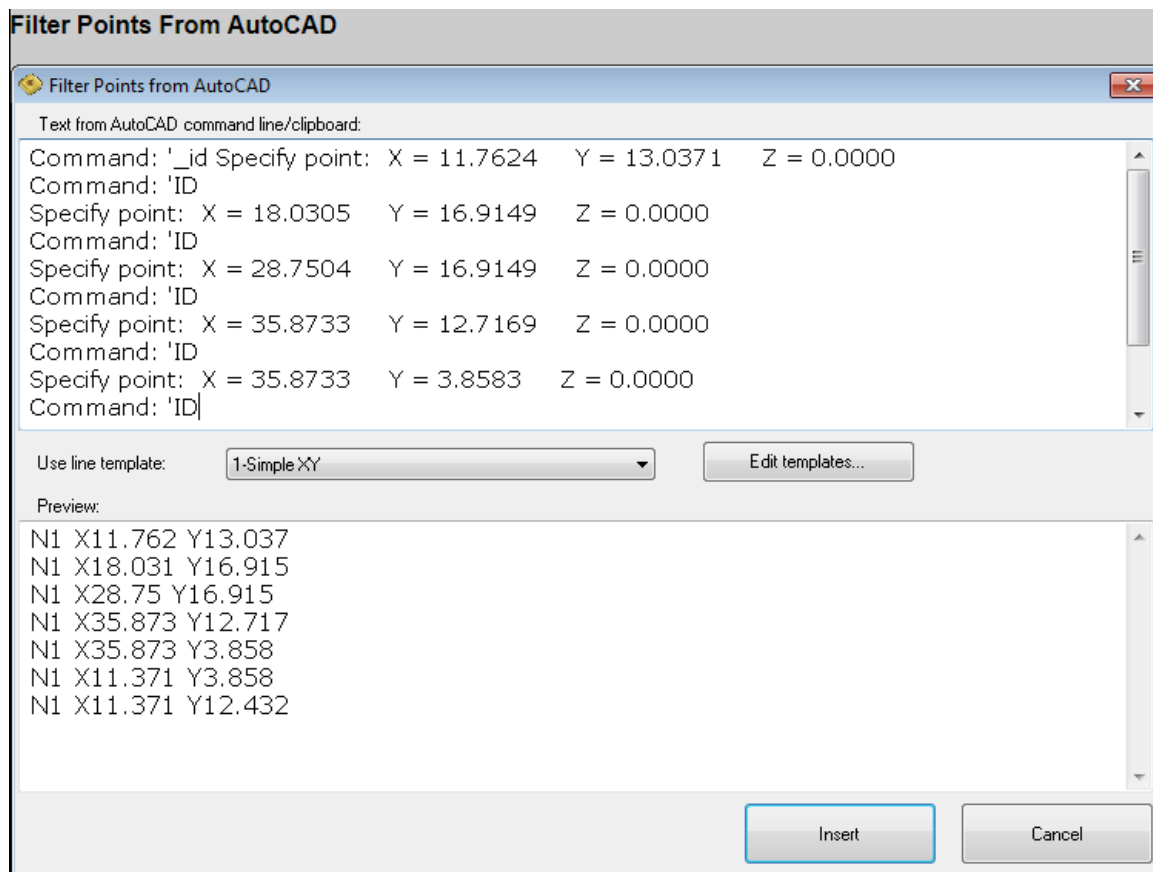 Filter Points From AutoCAD
Filter Points from AutoCAD
Text from AutoCAD command line/clipboard:
Command: '_id Specify point:  X = 11.7624     Y = 13.0371     Z = 0.0000
Command: 'ID
Specify point:  X = 18.0305     Y = 16.9149     Z = 0.0000
Command: 'ID
Specify point:  X = 28.7504     Y = 16.9149     Z = 0.0000
Command: 'ID
Specify point:  X = 35.8733     Y = 12.7169     Z = 0.0000
Command: 'ID
Specify point:  X = 35.8733     Y = 3.8583     Z = 0.0000
Command: 'ID
Use line template: 1-Simple XY Edit templates...
Preview:
N1 X11.762 Y13.037
N1 X18.031 Y16.915
N1 X28.75 Y16.915
N1 X35.873 Y12.717
N1 X35.873 Y3.858
N1 X11.371 Y3.858
N1 X11.371 Y12.432
Insert Cancel